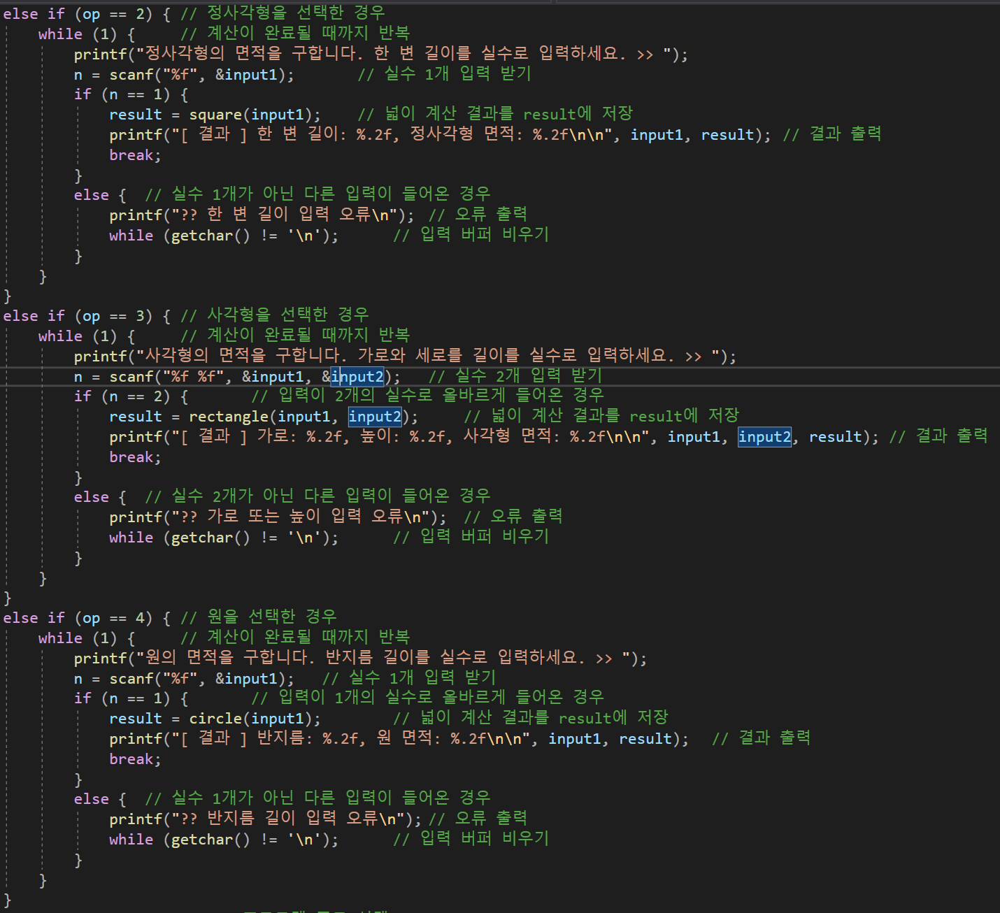 else if (op == 2) { // 정사각형을 선택한 경우
while (1) { // 계산이 완료될 때까지 반복
printf("정사각형의 면적을 구합니다. 한 변 길이를 실수로 입력하세요. >> ");
n = scanf("%f", &input1); // 실수 1개 입력 받기
if (n == 1) {
result = square(input1); // 넓이 계산 결과를 result에 저장
printf("[ 결과 ] 한 변 길이: %.2f, 정사각형 면적: %.2f\n\n", input1, result); // 결과 출력
break;
}
else { // 실수 1개가 아닌 다른 입력이 들어온 경우
printf("?? 한 변 길이 입력 오류\n"); // 오류 출력
while (getchar() != '\n'); // 입력 버퍼 비우기
}
}
}
else if (op == 3) { // 사각형을 선택한 경우
while (1) { // 계산이 완료될 때까지 반복
printf("사각형의 면적을 구합니다. 가로와 세로를 길이를 실수로 입력하세요. >> ");
n = scanf("%f %f", &input1, &input2); // 실수 2개 입력 받기
if (n == 2) { // 입력이 2개의 실수로 올바르게 들어온 경우
result = rectangle(input1, input2); // 넓이 계산 결과를 result에 저장
printf("[ 결과 ] 가로: %.2f, 높이: %.2f, 사각형 면적: %.2f\n\n", input1, input2, result); // 결과 출력
break;
}
else { // 실수 2개가 아닌 다른 입력이 들어온 경우
printf("?? 가로 또는 높이 입력 오류\n"); // 오류 출력
while (getchar() != '\n'); // 입력 버퍼 비우기
}
}
}
else if (op == 4) { // 원을 선택한 경우
while (1) { // 계산이 완료될 때까지 반복
printf("원의 면적을 구합니다. 반지름 길이를 실수로 입력하세요. >> ");
n = scanf("%f", &input1); // 실수 1개 입력 받기
if (n == 1) { // 입력이 1개의 실수로 올바르게 들어온 경우
result = circle(input1); // 넓이 계산 결과를 result에 저장
printf("[ 결과 ] 반지름: %.2f, 원 면적: %.2f\n\n", input1, result); // 결과 출력
break;
}
else { // 실수 1개가 아닌 다른 입력이 들어온 경우
printf("?? 반지름 길이 입력 오류\n"); // 오류 출력
while (getchar() != '\n'); // 입력 버퍼 비우기
}
}
}